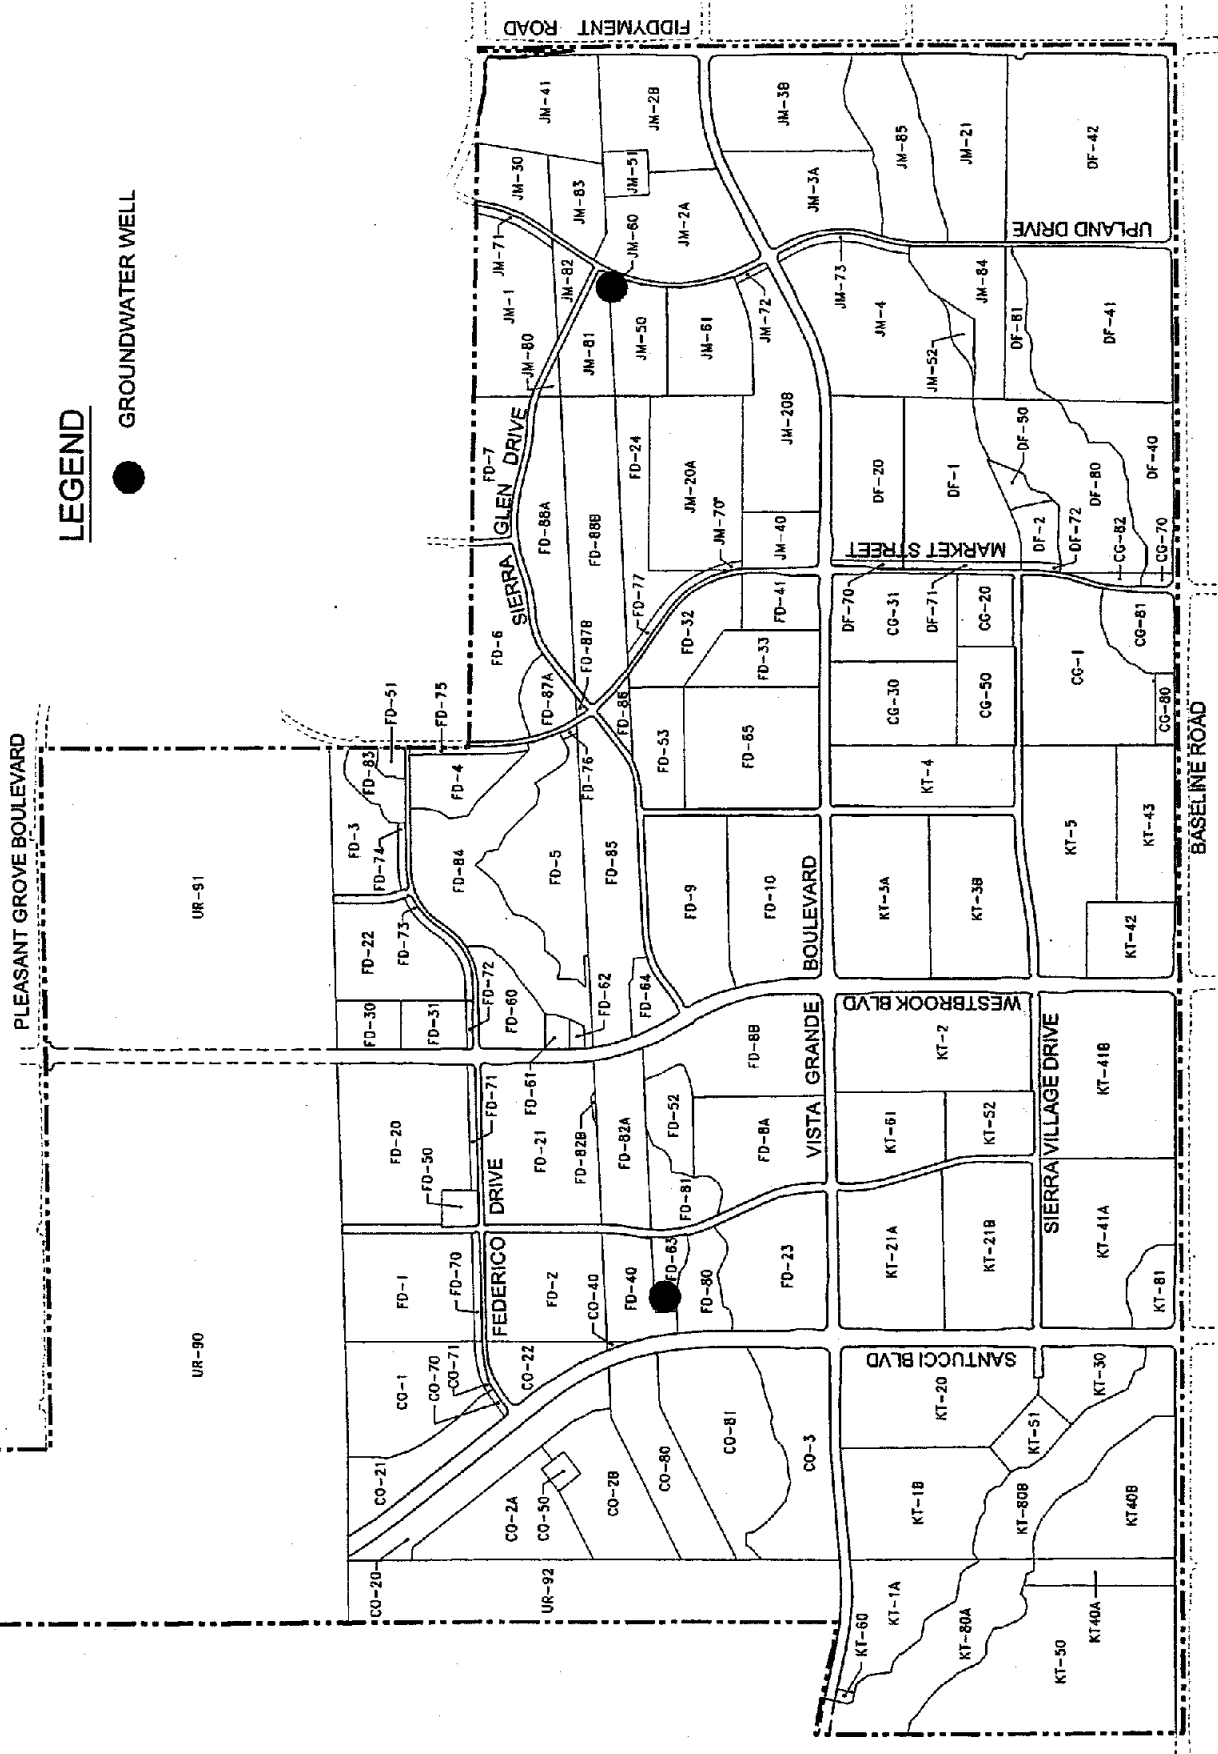 LEGEND
GROUNDWATER WELL
PLEASANT GROVE BOULEVARD
FIDDYMENT ROAD
BASELINE ROAD
UPLAND DRIVE
MARKET STREET
SIERRA GLEN DRIVE
VISTA GRANDE BOULEVARD
WESTBROOK BLVD
SIERRA VILLAGE DRIVE
FEDERICO DRIVE
SANTUCCI BLVD
UR-91
UR-90
UR-92
JM-41
JM-2B
JM-3B
JM-85
JM-21
DF-42
JM-30
JM-83
JM-51
JM-71
JM-60
JM-2A
JM-3A
JM-1
JM-82
JM-80
JM-81
JM-50
JM-61
JM-72
JM-73
JM-4
JM-84
JM-52
DF-81
DF-41
FD-7
FD-88A
FD-88B
FD-24
JM-20A
JM-20B
JM-70
JM-40
DF-20
DF-1
DF-50
DF-80
DF-40
DF-2
DF-72
CG-82
CG-70
DF-70
DF-71
FD-6
FD-77
FD-32
FD-41
FD-33
CG-31
CG-20
CG-30
CG-50
CG-1
CG-81
CG-80
FD-51
FD-75
FD-87A
FD-87B
FD-86
FD-53
FD-65
KT-4
FD-83
FD-4
FD-76
FD-3
FD-74
FD-84
FD-5
FD-85
FD-9
FD-10
KT-3A
KT-3B
KT-5
KT-43
KT-42
FD-22
FD-73
FD-30
FD-31
FD-72
FD-60
FD-62
FD-64
FD-61
FD-8B
KT-2
KT-41B
FD-20
FD-71
FD-50
FD-21
FD-82B
FD-82A
FD-52
FD-8A
KT-61
KT-52
FD-81
FD-1
FD-70
FD-2
FD-40
FD-63
FD-80
FD-23
KT-21A
KT-21B
KT-41A
KT-81
CO-40
CO-1
CO-70
CO-71
CO-22
KT-20
KT-30
KT-51
CO-21
CO-2A
CO-50
CO-2B
CO-80
CO-81
CO-3
KT-1B
KT-80B
KT40B
CO-20
KT-60
KT-1A
KT-80A
KT-50
KT40A